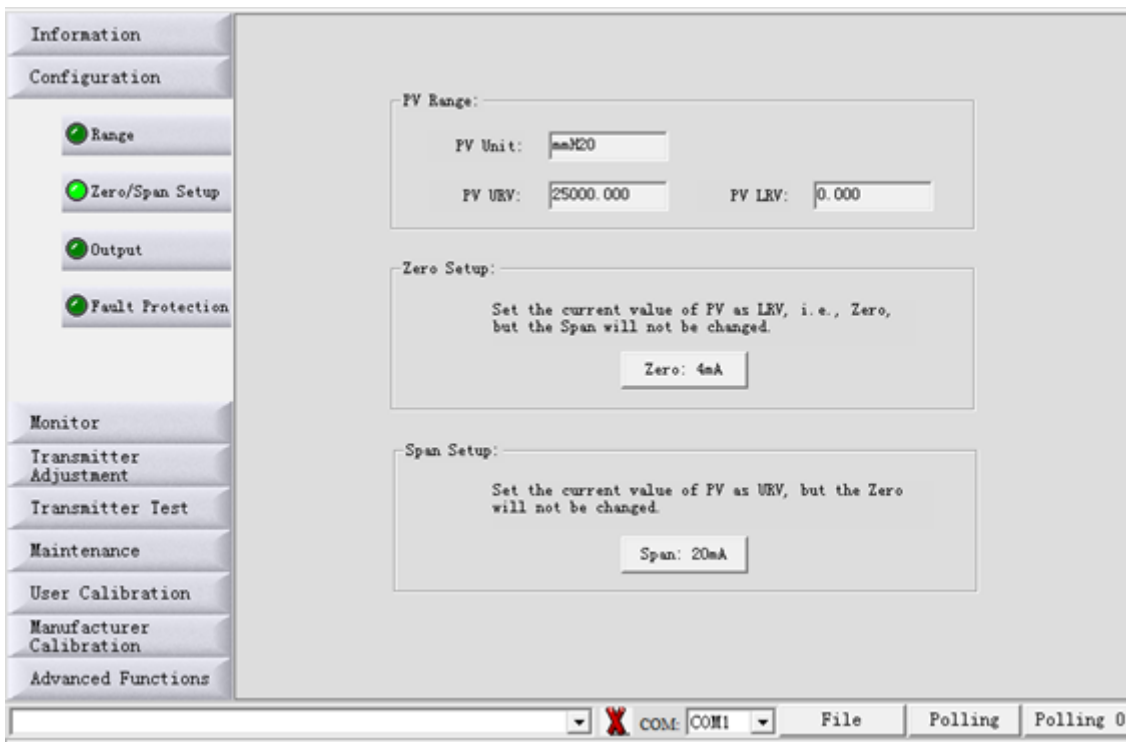 Information
Configuration
Range
Zero/Span Setup
Output
Fault Protection
Monitor
Transmitter
Adjustment
Transmitter Test
Maintenance
User Calibration
Manufacturer
Calibration
Advanced Functions
PV Range:
PV Unit: mmH2O
PV URV: 25000.000 PV LRV: 0.000
Zero Setup:
Set the current value of PV as LRV, i.e., Zero,
but the Span will not be changed.
Zero: 4mA
Span Setup:
Set the current value of PV as URV, but the Zero
will not be changed.
Span: 20mA
X COM: COM1 File Polling Polling 0